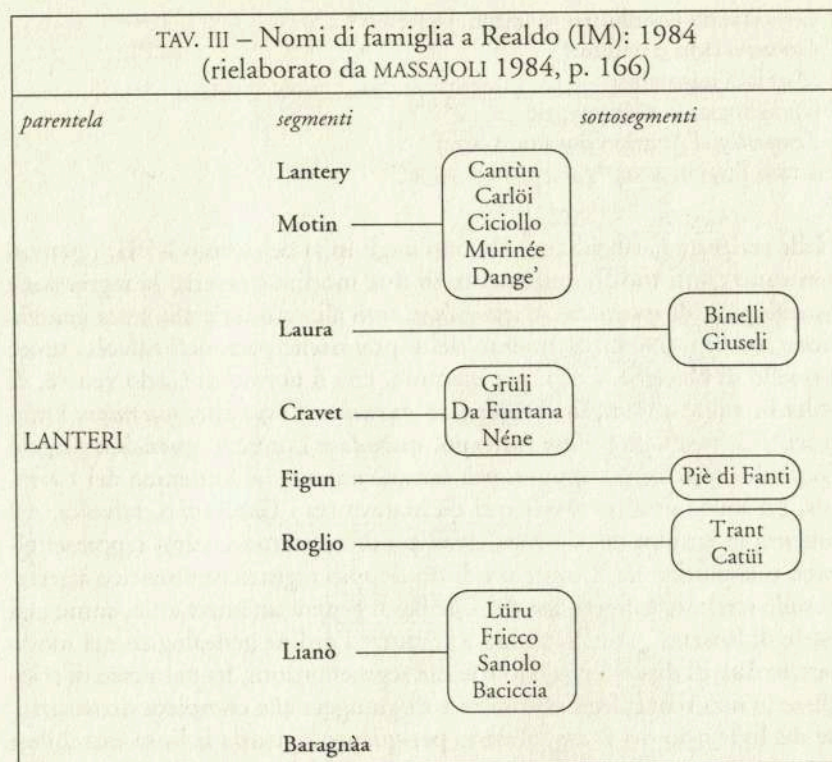 TAV. III – Nomi di famiglia a Realdo (IM): 1984
(rielaborato da MASSAJOLI 1984, p. 166)
parentela segmenti sottosegmenti
Lantery
Cantùn
Carlöi
Motin
Ciciollo
Murinée
Dange'
Laura
Binelli
Giuseli
Cravet
Grüli
Da Funtana
Néne
LANTERI
Figun
Piè di Fanti
Roglio
Trant
Catüi
Lianò
Lüru
Fricco
Sanolo
Baciccia
Baragnàa